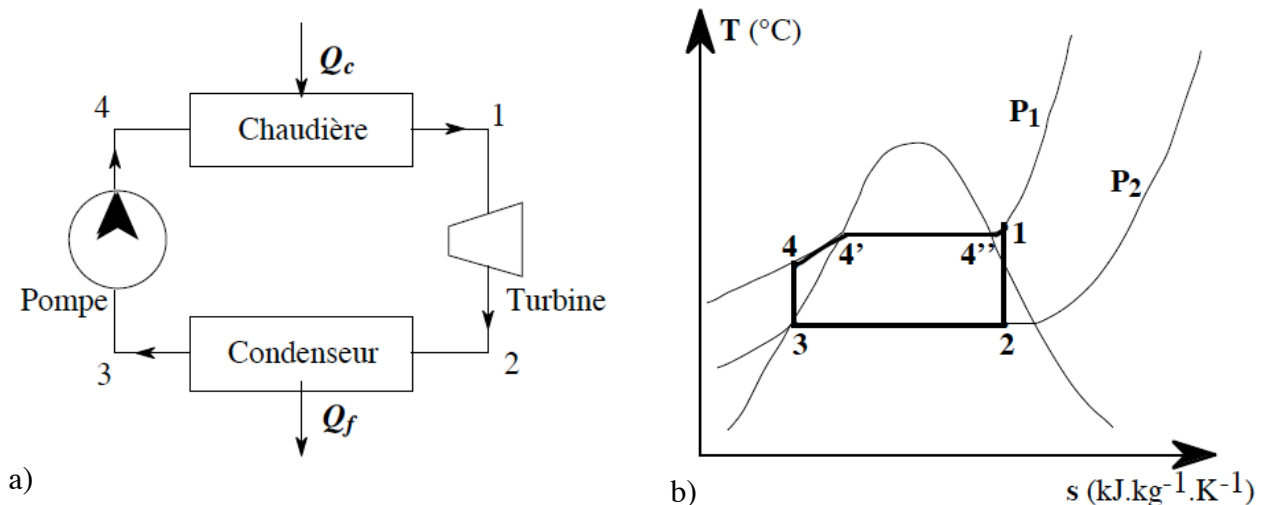 Q_c
4
Chaudière
1
Pompe
Turbine
3
Condenseur
2
Q_f
a)
T (°C)
P₁
P₂
4
4'
4''
1
3
2
b)
s (kJ.kg⁻¹.K⁻¹)